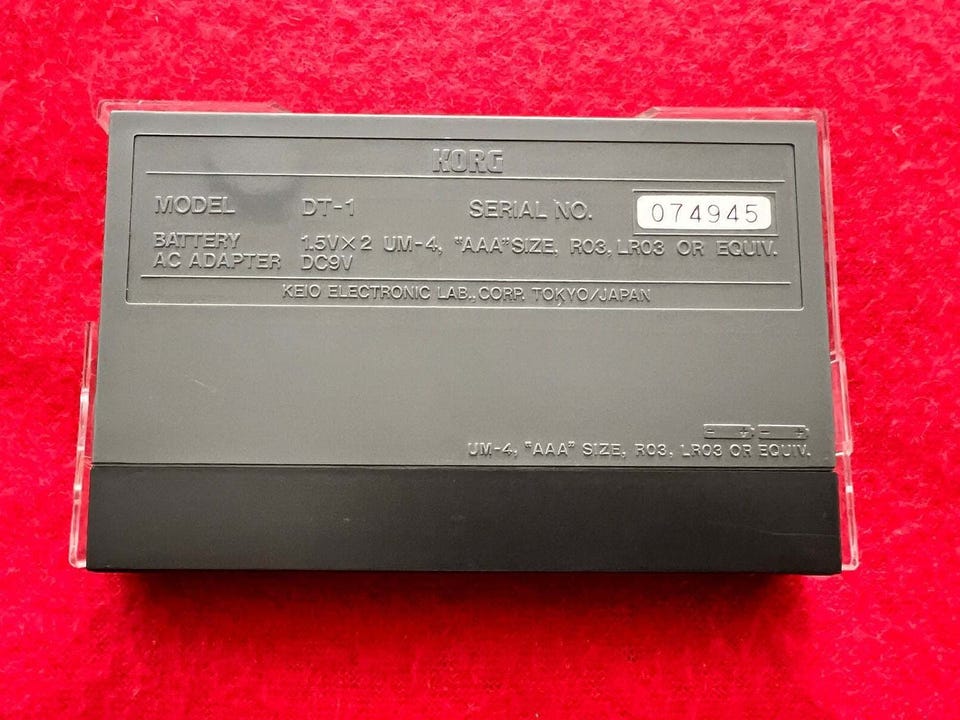 KORG
MODEL DT-1 SERIAL NO. 074945
BATTERY 1.5V×2 UM-4, "AAA" SIZE, R03, LR03 OR EQUIV.
AC ADAPTER DC9V
KEIO ELECTRONIC LAB., CORP. TOKYO/JAPAN
- + - +
UM-4, "AAA" SIZE, R03, LR03 OR EQUIV.